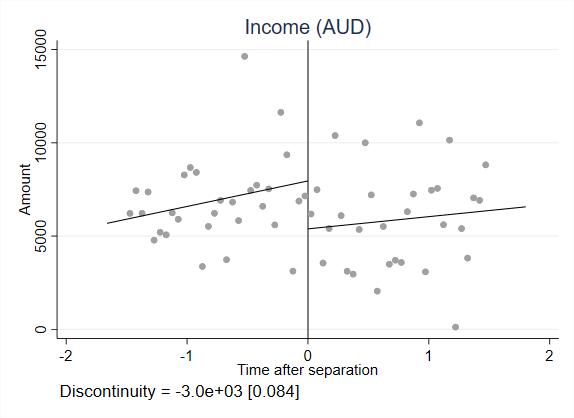 Income (AUD)
15000
10000
5000
0
Amount
-2
-1
0
1
2
Time after separation
Discontinuity = -3.0e+03 [0.084]